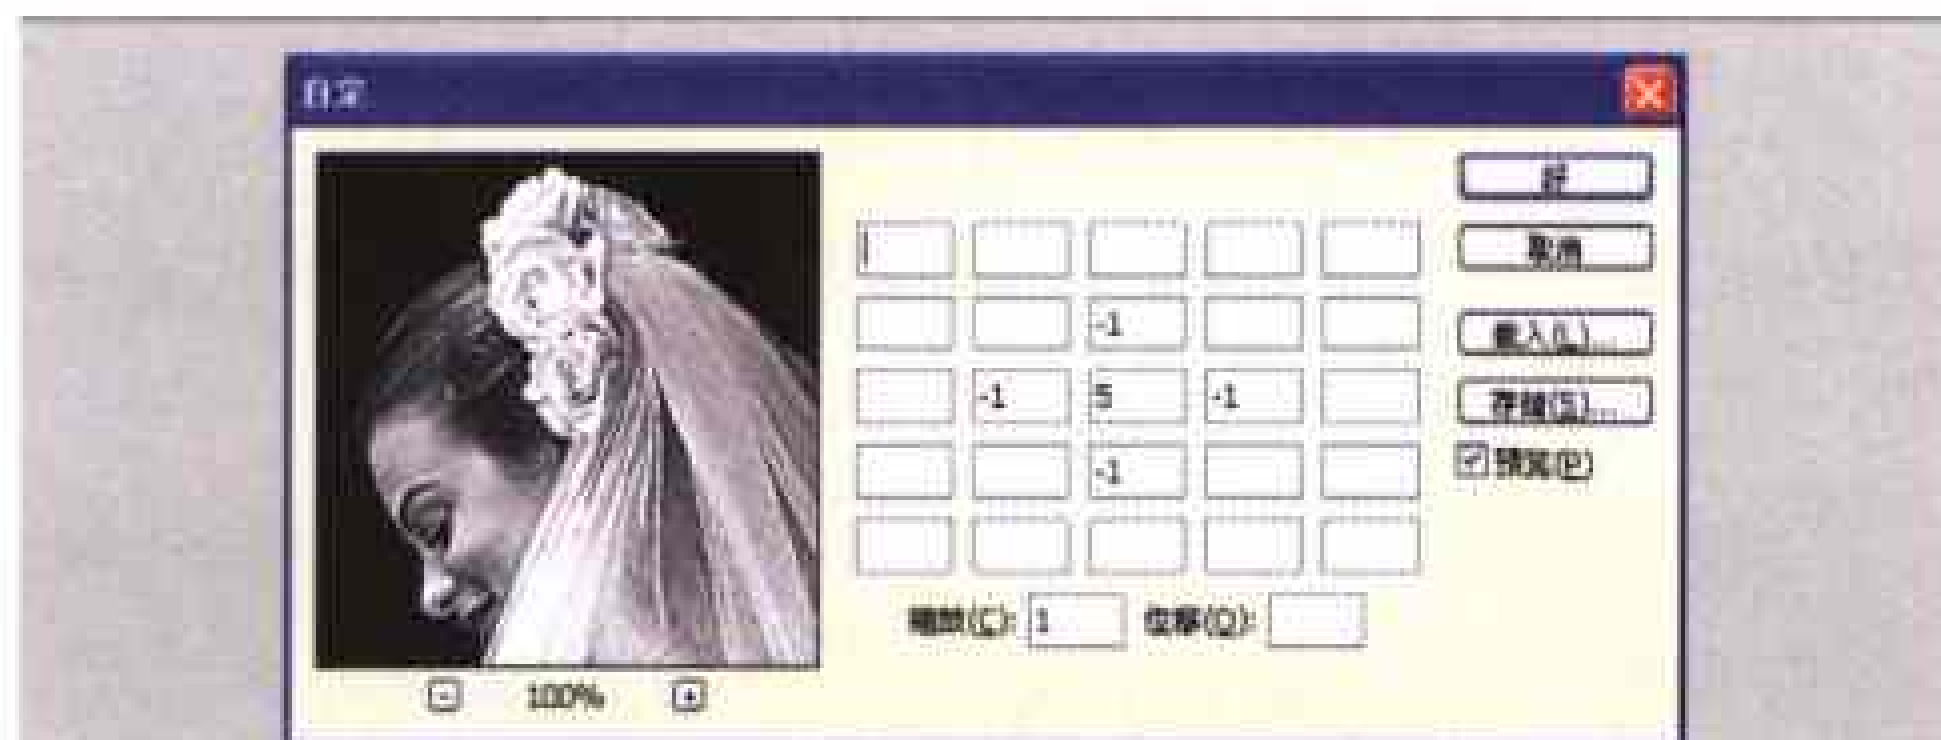 自定
好
取消
-1
载入(L)...
-1 5 -1
存储(S)...
-1
预览(P)
缩放(C): 1 位移(O):
- 100% +